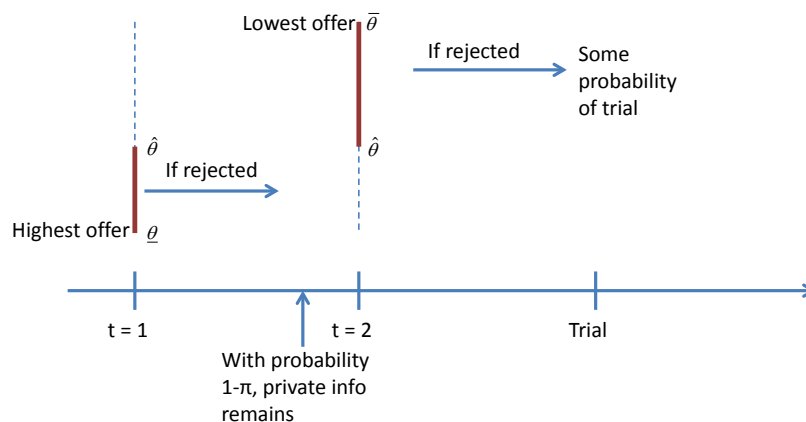 Lowest offer θ̅
If rejected
Some
probability
of trial
θ̂
If rejected
θ̂
Highest offer θ̲
t = 1
t = 2
Trial
With probability
1-π, private info
remains